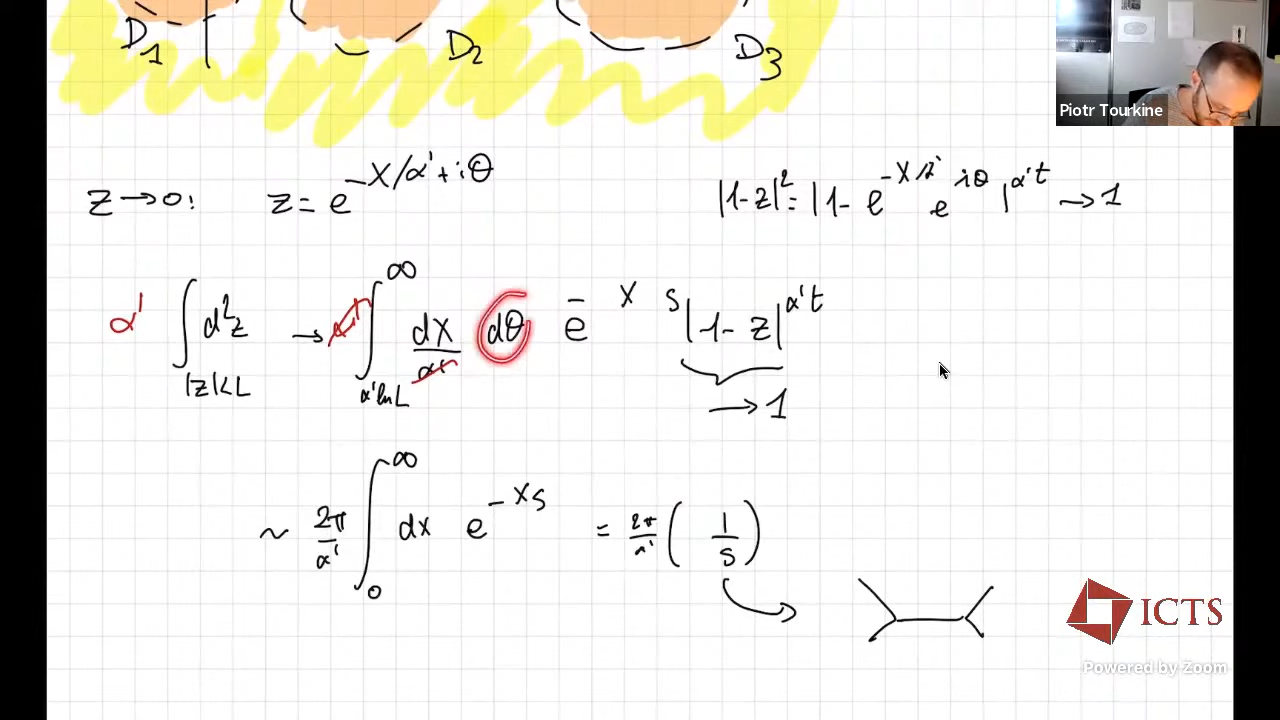 D₁ D₂ D₃
Piotr Tourkine
z → 0: z = e^{-X/α' + iθ} |1-z|² = |1 - e^{-X/α'} e^{iθ}|^{α't} → 1
α' ∫_{|z|<L} d²z → α' ∫_{α' ln L}^{∞} dX/α' dθ e^{- X s} |1 - z|^{α't}
→ 1
~ 2π/α' ∫_0^∞ dx e^{-Xs} = 2π/α' (1/s)
ICTS
Powered by Zoom